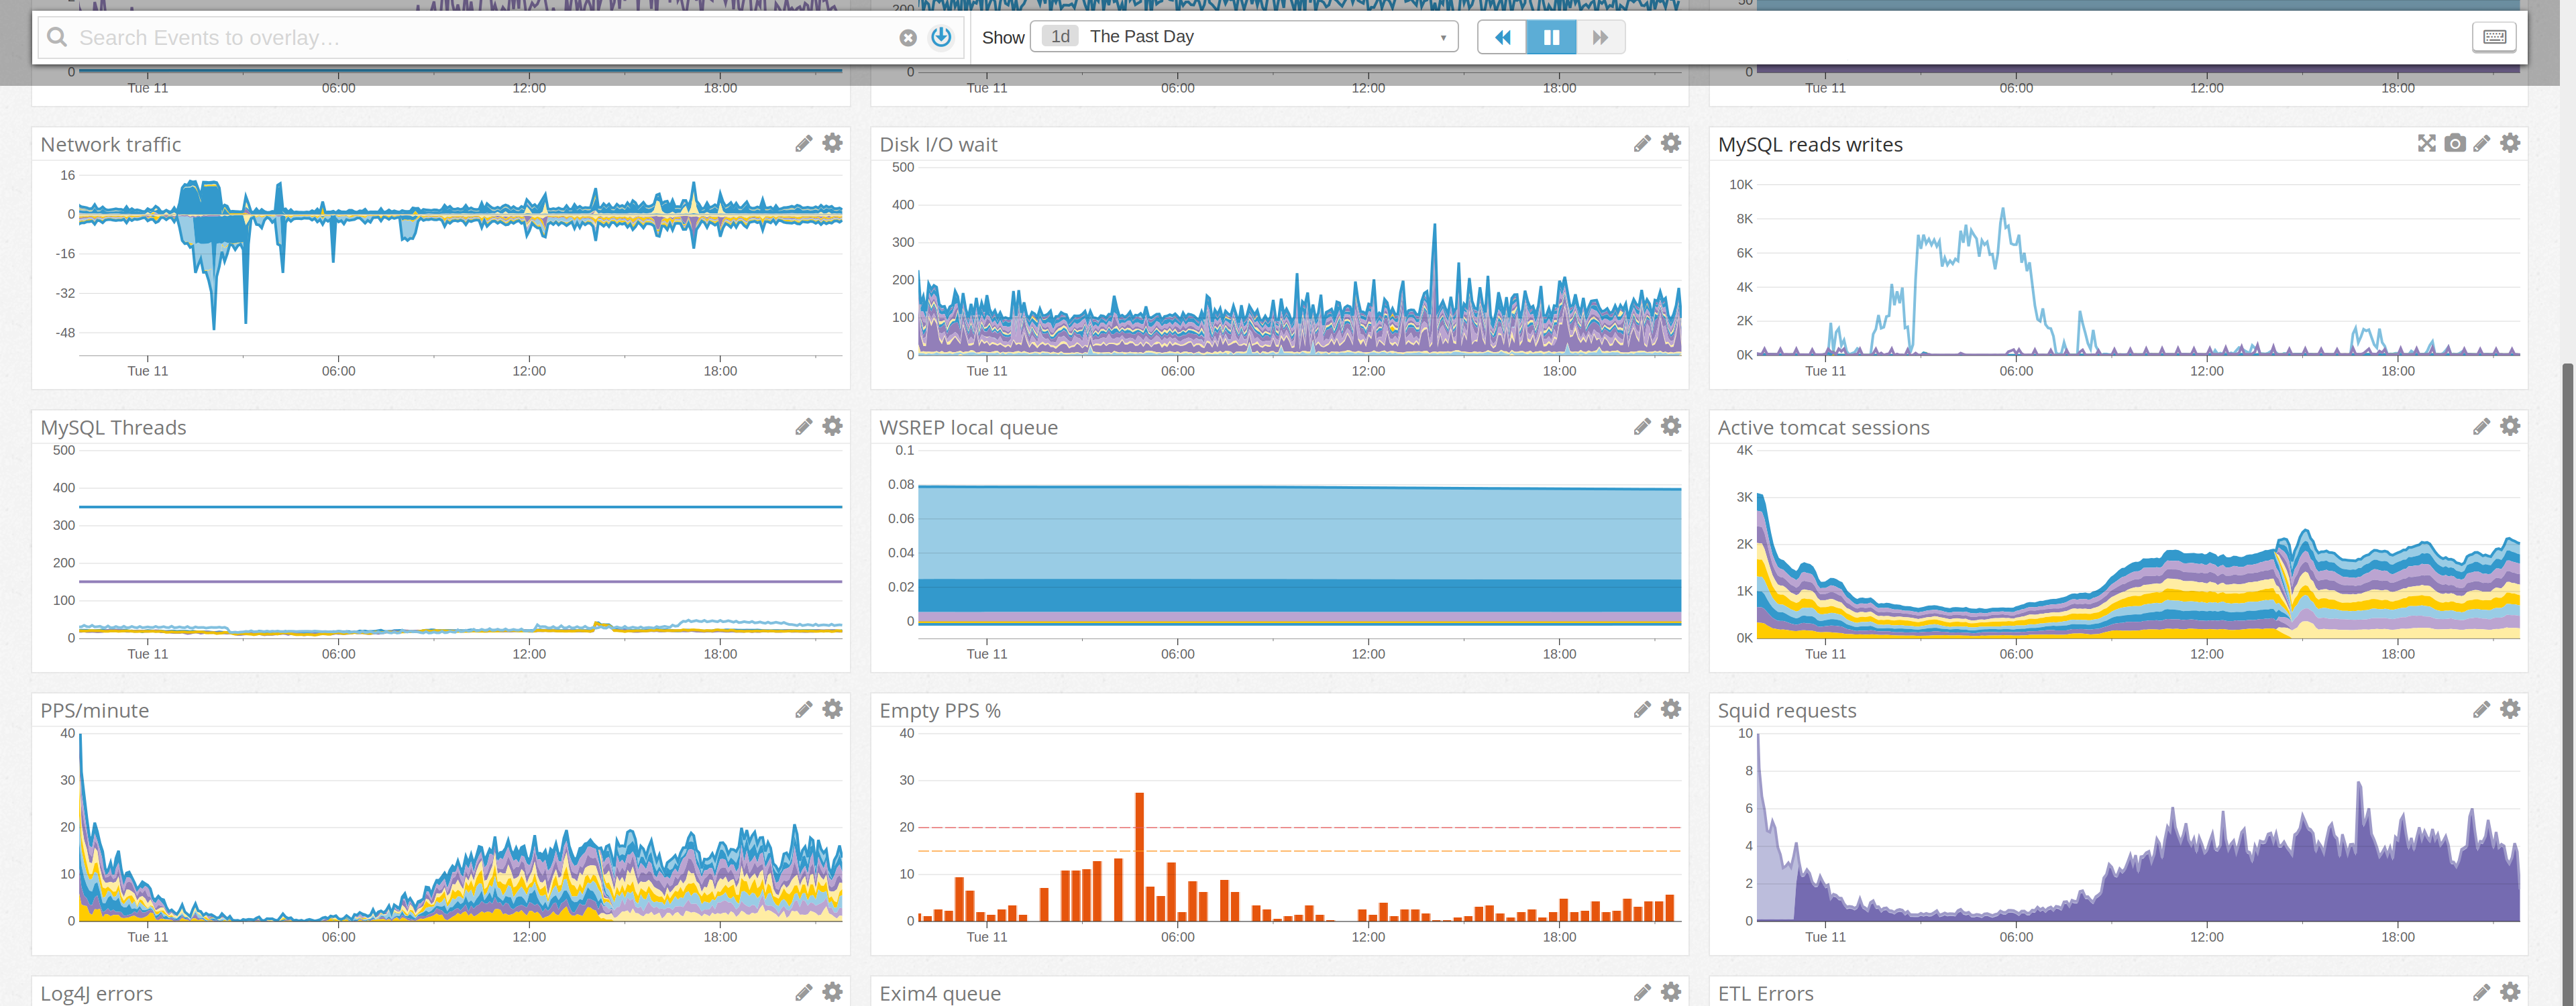 200
50
Search Events to overlay…
Show 1d The Past Day
0 Tue 11 06:00 12:00 18:00
0 Tue 11 06:00 12:00 18:00
0 Tue 11 06:00 12:00 18:00
Network traffic
16
0
-16
-32
-48
Tue 11 06:00 12:00 18:00
Disk I/O wait
500
400
300
200
100
0
Tue 11 06:00 12:00 18:00
MySQL reads writes
10K
8K
6K
4K
2K
0K
Tue 11 06:00 12:00 18:00
MySQL Threads
500
400
300
200
100
0
Tue 11 06:00 12:00 18:00
WSREP local queue
0.1
0.08
0.06
0.04
0.02
0
Tue 11 06:00 12:00 18:00
Active tomcat sessions
4K
3K
2K
1K
0K
Tue 11 06:00 12:00 18:00
PPS/minute
40
30
20
10
0
Tue 11 06:00 12:00 18:00
Empty PPS %
40
30
20
10
0
Tue 11 06:00 12:00 18:00
Squid requests
10
8
6
4
2
0
Tue 11 06:00 12:00 18:00
Log4J errors
Exim4 queue
ETL Errors